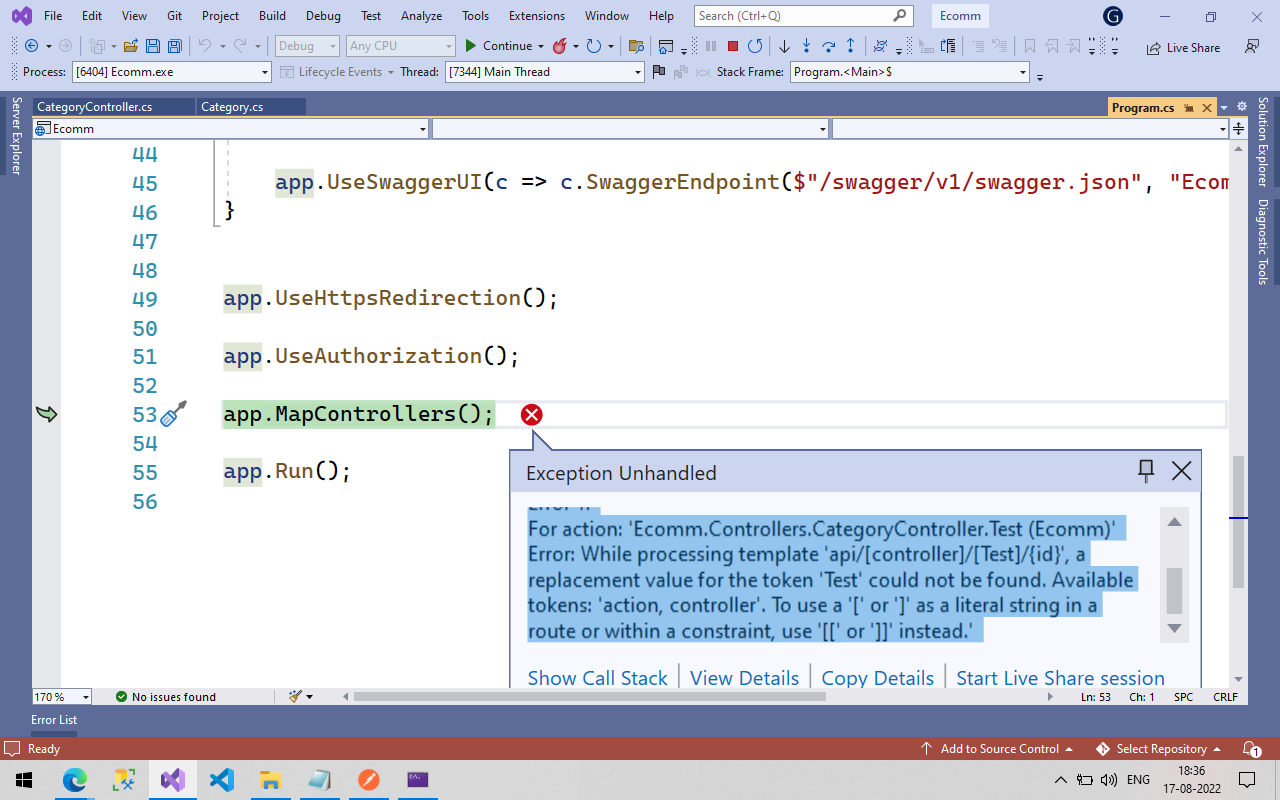 File Edit View Git Project Build Debug Test Analyze Tools Extensions Window Help Search (Ctrl+Q) Ecomm G
Debug Any CPU Continue Live Share
Process: [6404] Ecomm.exe Lifecycle Events Thread: [7344] Main Thread Stack Frame: Program.<Main>$
Server Explorer
CategoryController.cs Category.cs Program.cs
Solution Explorer
Diagnostic Tools
Ecomm
44
45 app.UseSwaggerUI(c => c.SwaggerEndpoint($"/swagger/v1/swagger.json", "Ecom
46 }
47
48
49 app.UseHttpsRedirection();
50
51 app.UseAuthorization();
52
53 app.MapControllers();
54
55 app.Run();
56
Exception Unhandled
For action: 'Ecomm.Controllers.CategoryController.Test (Ecomm)'
Error: While processing template 'api/[controller]/[Test]/{id}', a
replacement value for the token 'Test' could not be found. Available
tokens: 'action, controller'. To use a '[' or ']' as a literal string in a
route or within a constraint, use '[[' or ']]' instead.'
Show Call Stack View Details Copy Details Start Live Share session
170 % No issues found Ln: 53 Ch: 1 SPC CRLF
Error List
Ready Add to Source Control Select Repository 1
ENG 18:36
17-08-2022